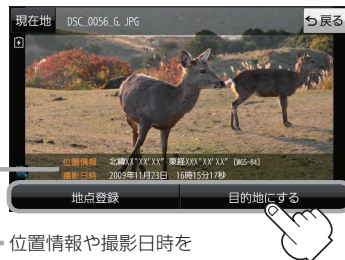 現在地 DSC_0056_G.JPG 戻る
位置情報 北緯XX°XX'XX" 東経XXX°XX'XX" [WGS-84]
撮影日時 2009年11月23日 16時15分17秒
地点登録 目的地にする
位置情報や撮影日時を